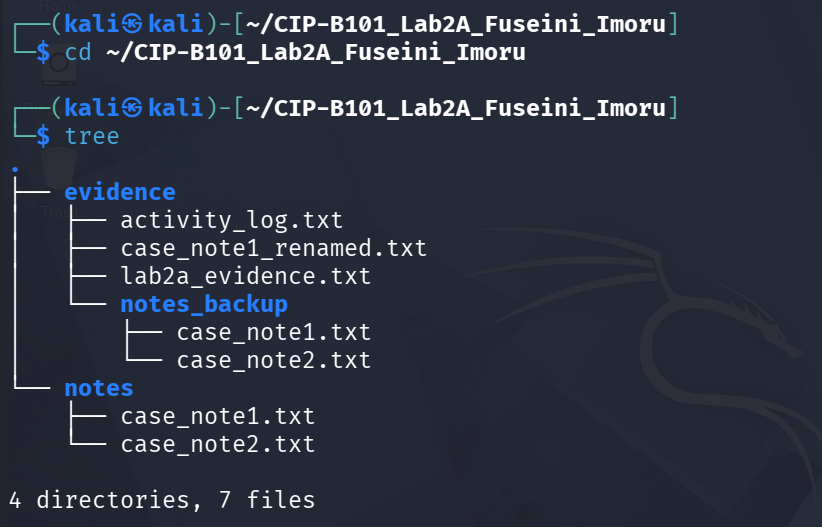 Home
┌──(kali㉿kali)-[~/CIP-B101_Lab2A_Fuseini_Imoru]
└─$ cd ~/CIP-B101_Lab2A_Fuseini_Imoru
┌──(kali㉿kali)-[~/CIP-B101_Lab2A_Fuseini_Imoru]
└─$ tree
.
├── evidence
│   ├── activity_log.txt
│   ├── case_note1_renamed.txt
│   ├── lab2a_evidence.txt
│   └── notes_backup
│       ├── case_note1.txt
│       └── case_note2.txt
└── notes
    ├── case_note1.txt
    └── case_note2.txt
4 directories, 7 files